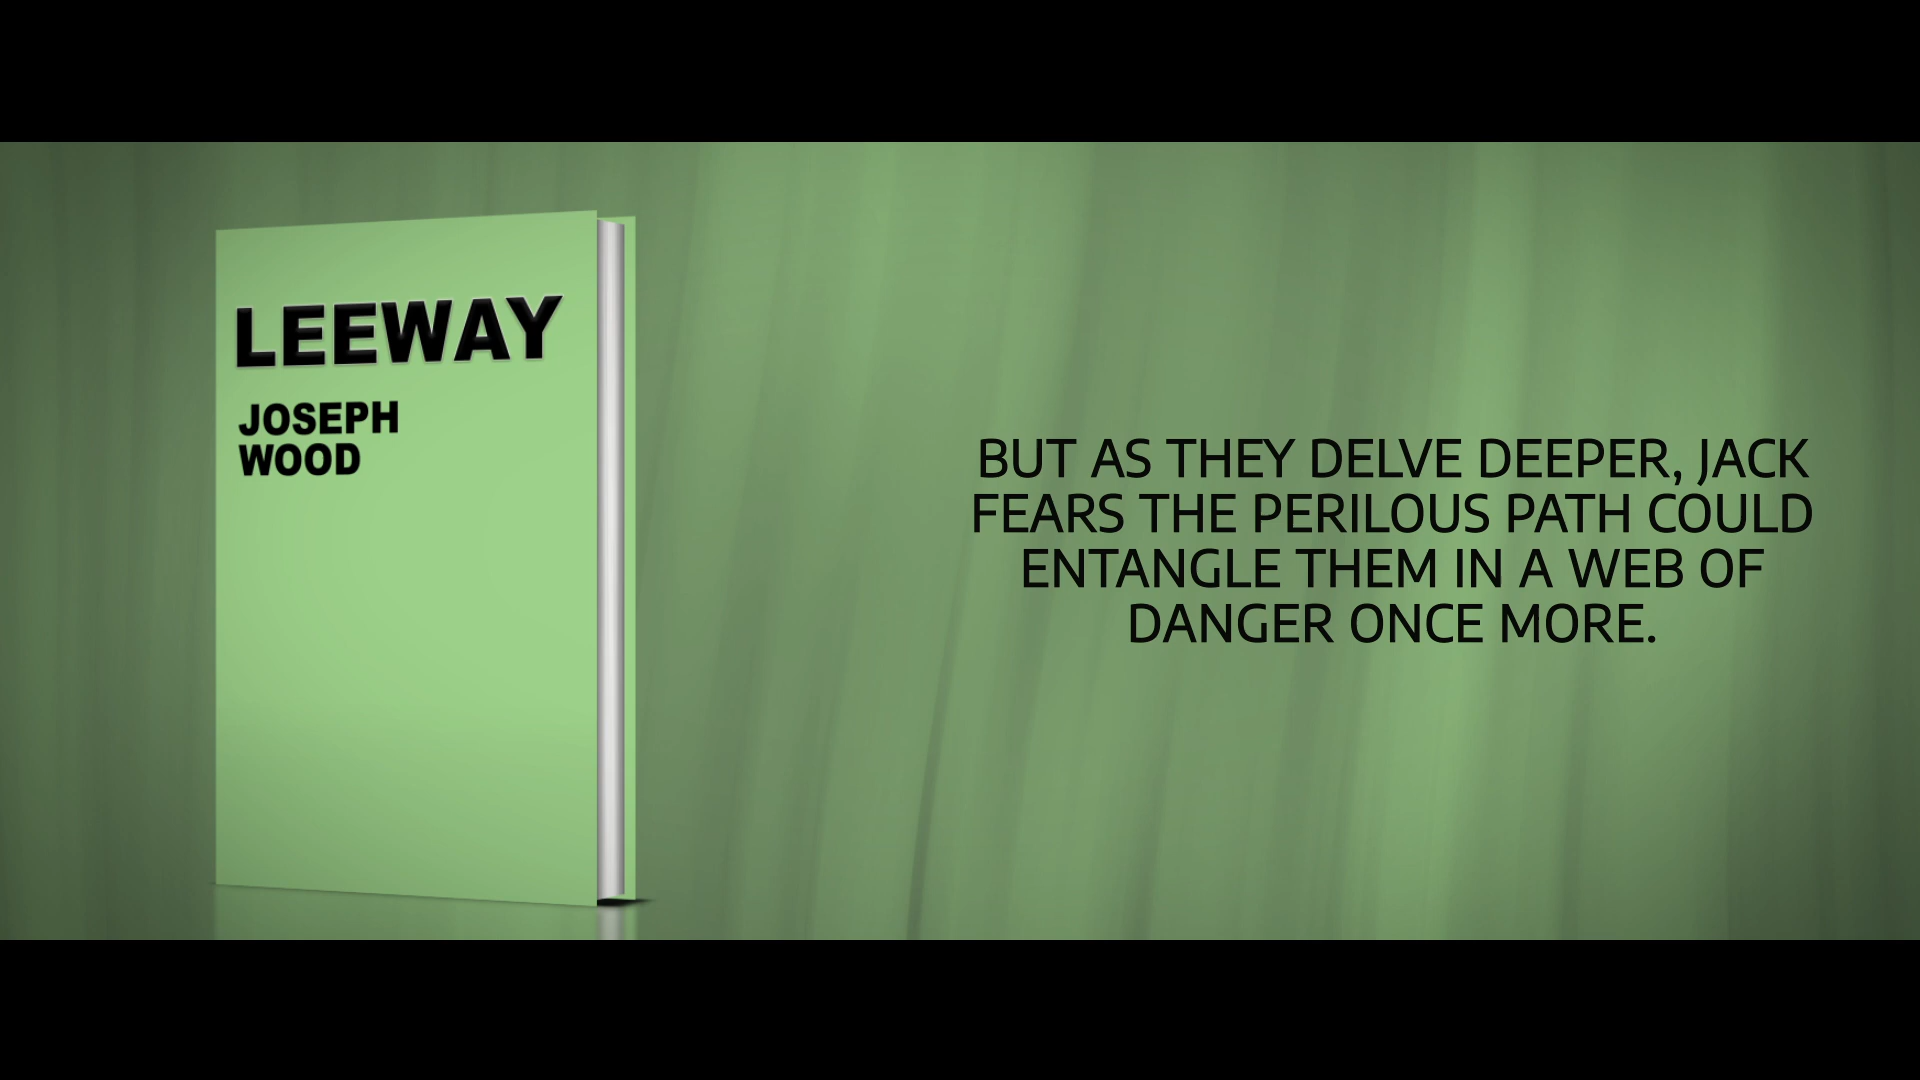 LEEWAY
JOSEPH
WOOD
BUT AS THEY DELVE DEEPER, JACK
FEARS THE PERILOUS PATH COULD
ENTANGLE THEM IN A WEB OF
DANGER ONCE MORE.